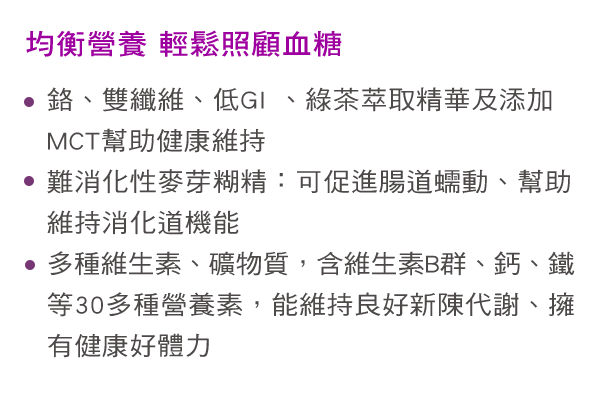 均衡營養 輕鬆照顧血糖
鉻、雙纖維、低GI 、綠茶萃取精華及添加
MCT幫助健康維持
難消化性麥芽糊精：可促進腸道蠕動、幫助
維持消化道機能
多種維生素、礦物質，含維生素B群、鈣、鐵
等30多種營養素，能維持良好新陳代謝、擁
有健康好體力